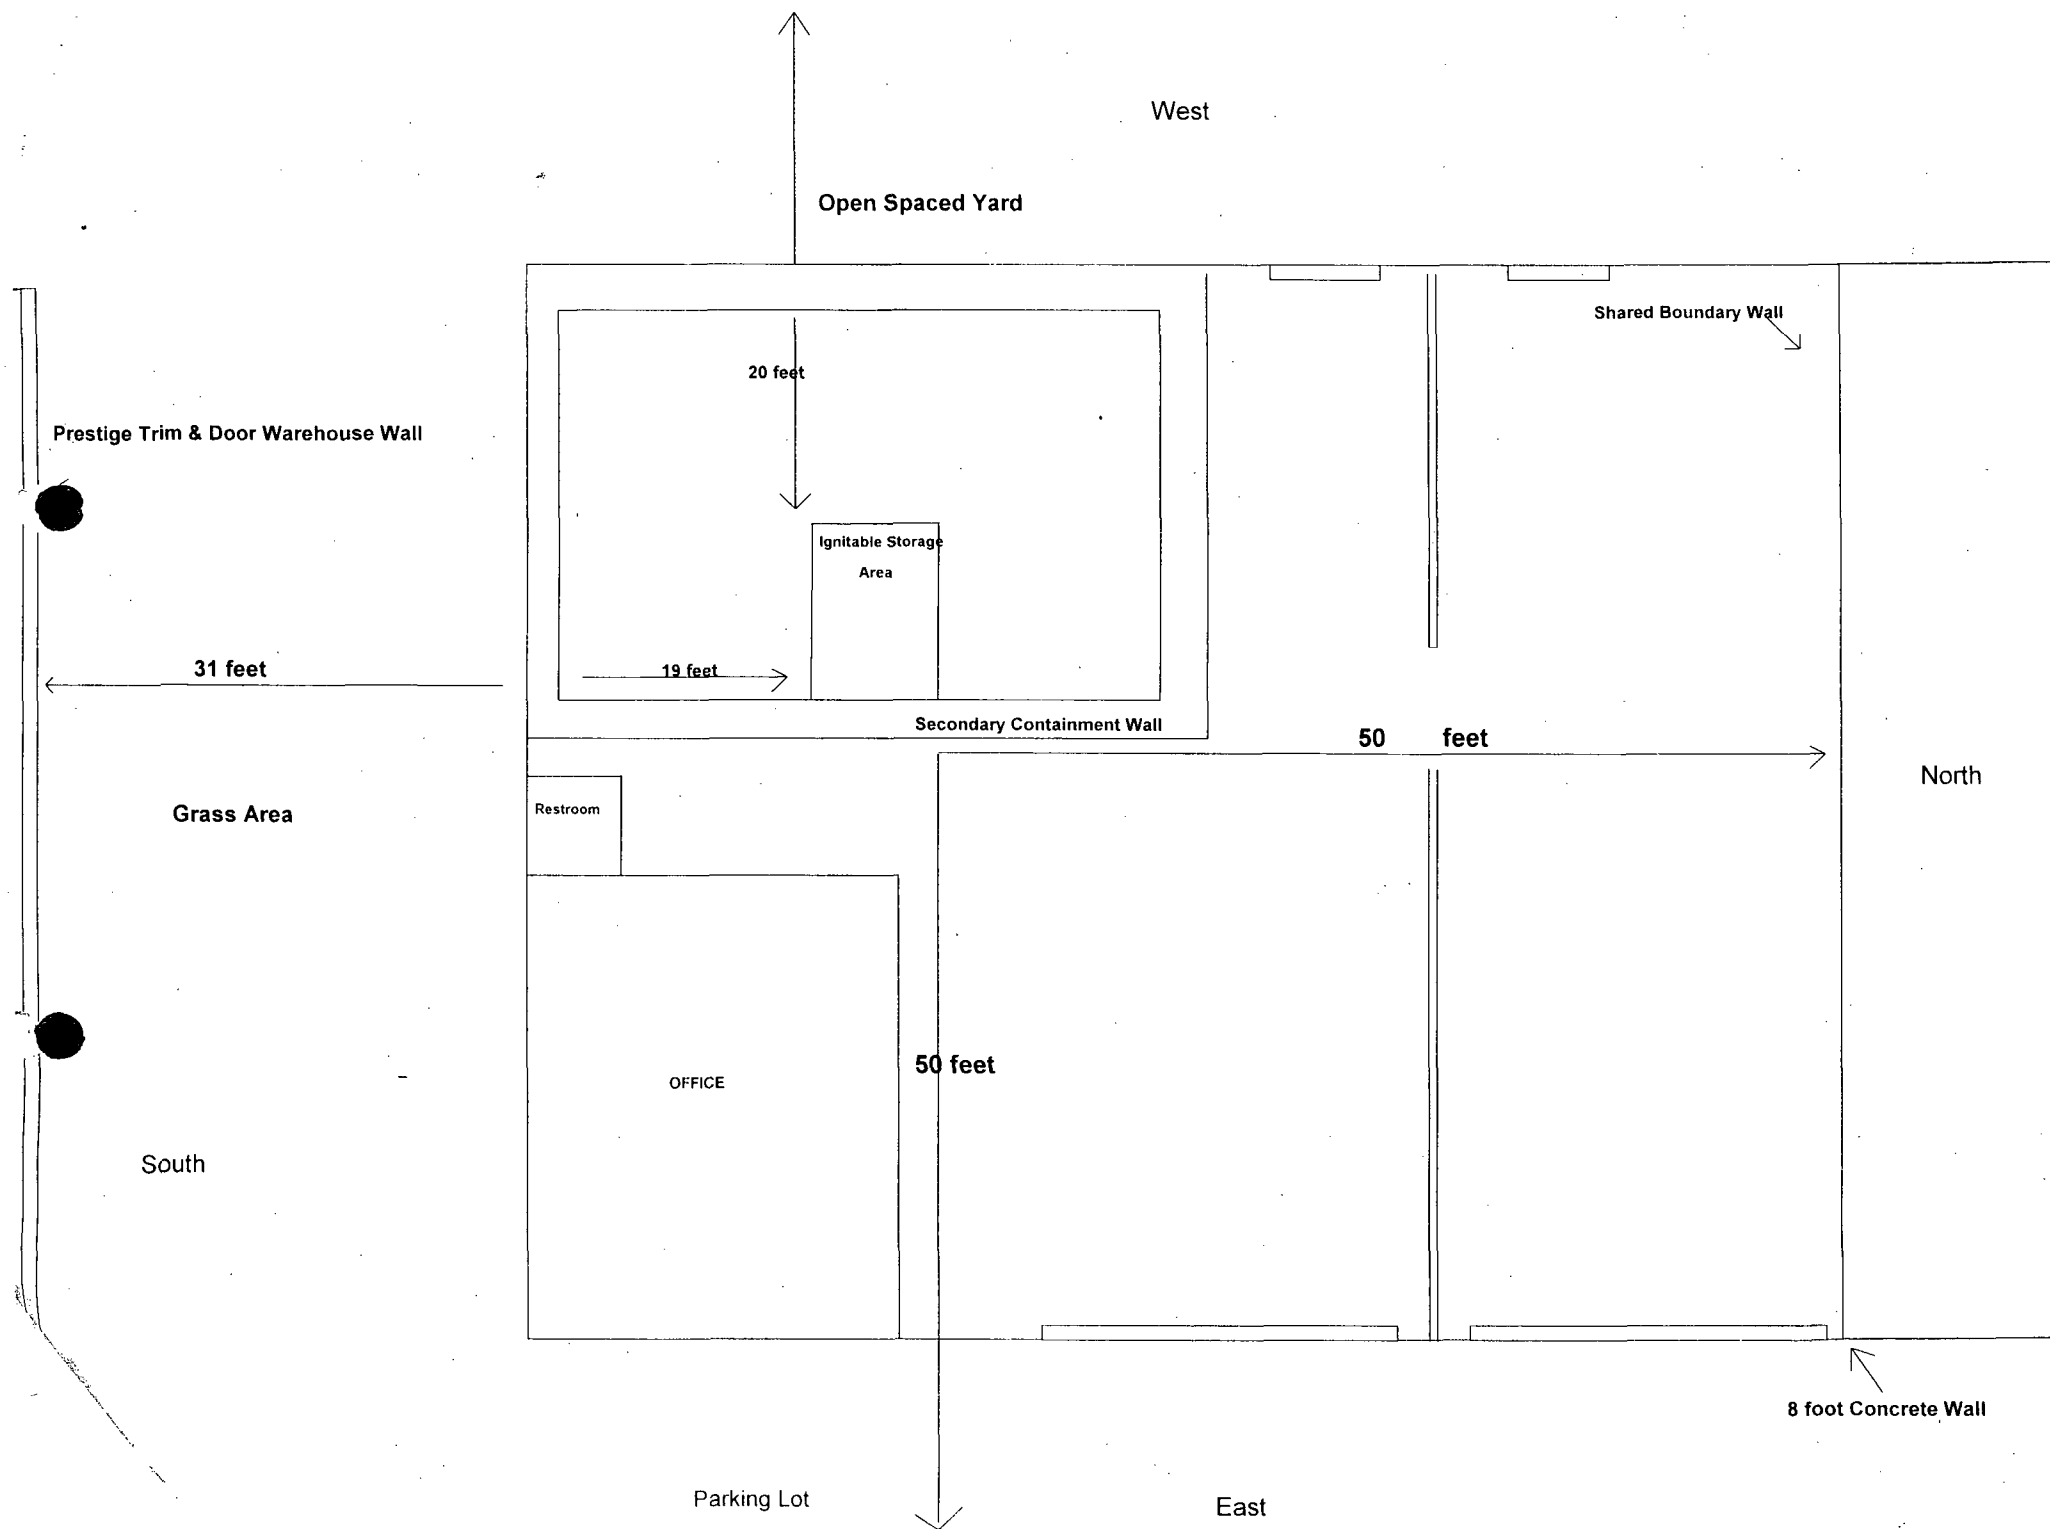 West
Open Spaced Yard
Shared Boundary Wall
20 feet
Prestige Trim & Door Warehouse Wall
Ignitable Storage
Area
31 feet
19 feet
Secondary Containment Wall
50 feet
North
Restroom
Grass Area
50 feet
OFFICE
South
8 foot Concrete Wall
Parking Lot
East